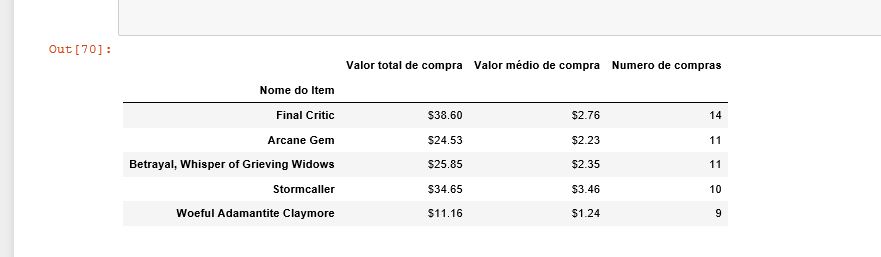 Out[70]:
Valor total de compra Valor médio de compra Numero de compras
Nome do Item
Final Critic $38.60 $2.76 14
Arcane Gem $24.53 $2.23 11
Betrayal, Whisper of Grieving Widows $25.85 $2.35 11
Stormcaller $34.65 $3.46 10
Woeful Adamantite Claymore $11.16 $1.24 9